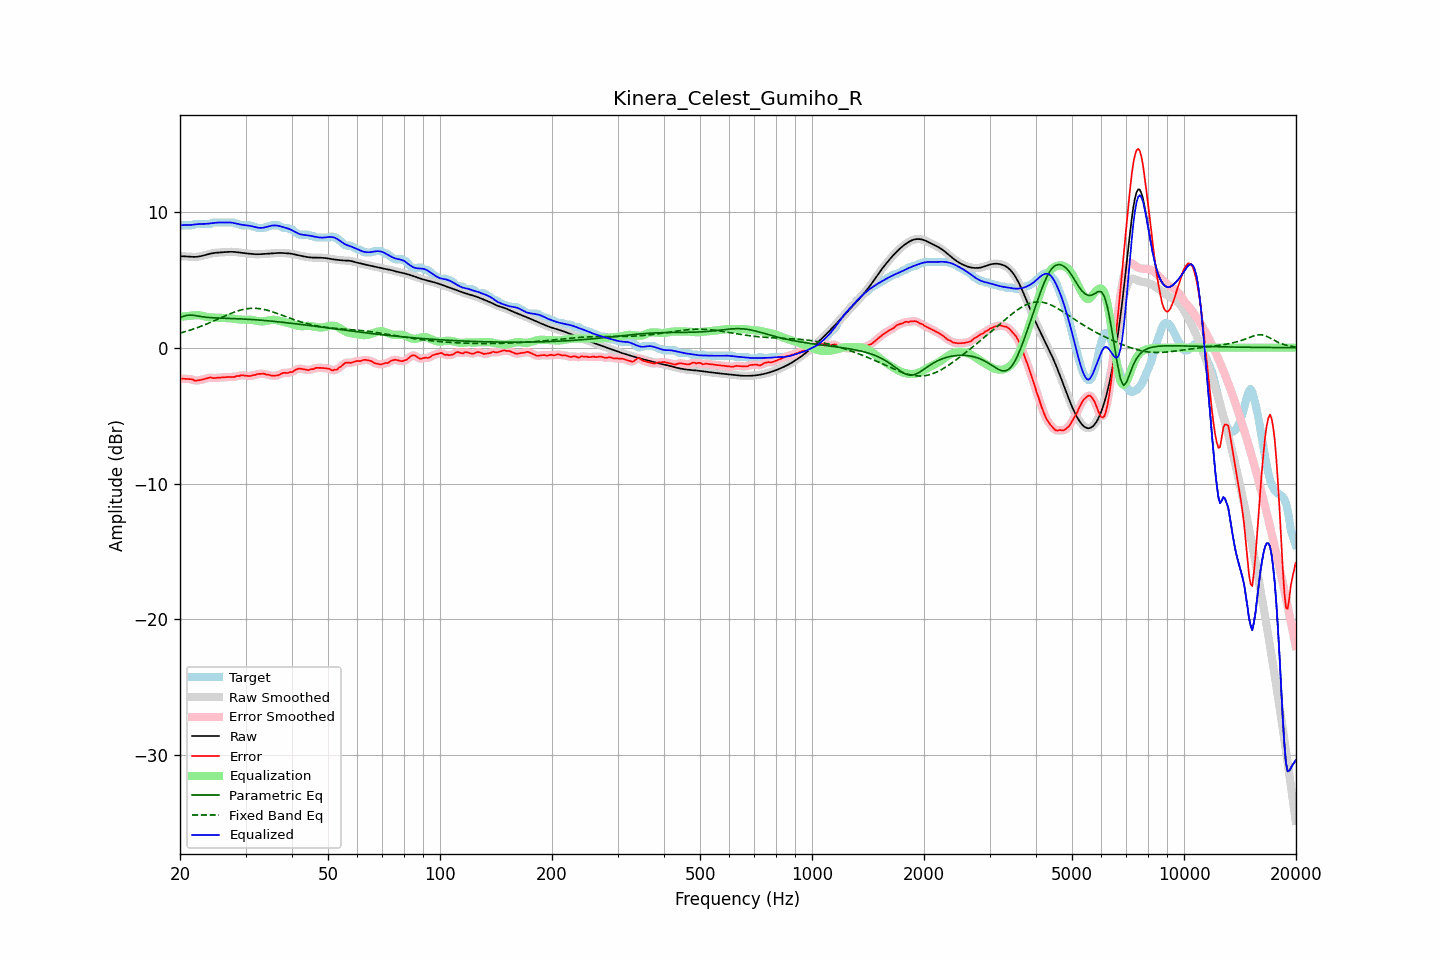 Kinera_Celest_Gumiho_R
Amplitude (dBr)
10
0
−10
−20
−30
Target
Raw Smoothed
Error Smoothed
Raw
Error
Equalization
Parametric Eq
Fixed Band Eq
Equalized
20 50 100 200 500 1000 2000 5000 10000 20000
Frequency (Hz)